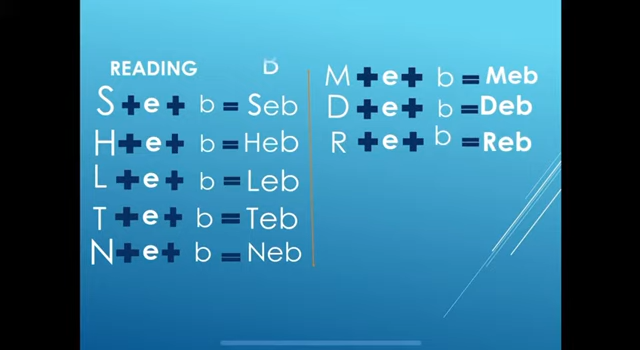 READING B
S + e + b = Seb
H + e + b = Heb
L + e + b = Leb
T + e + b = Teb
N + e + b = Neb
M + e + b = Meb
D + e + b = Deb
R + e + b = Reb